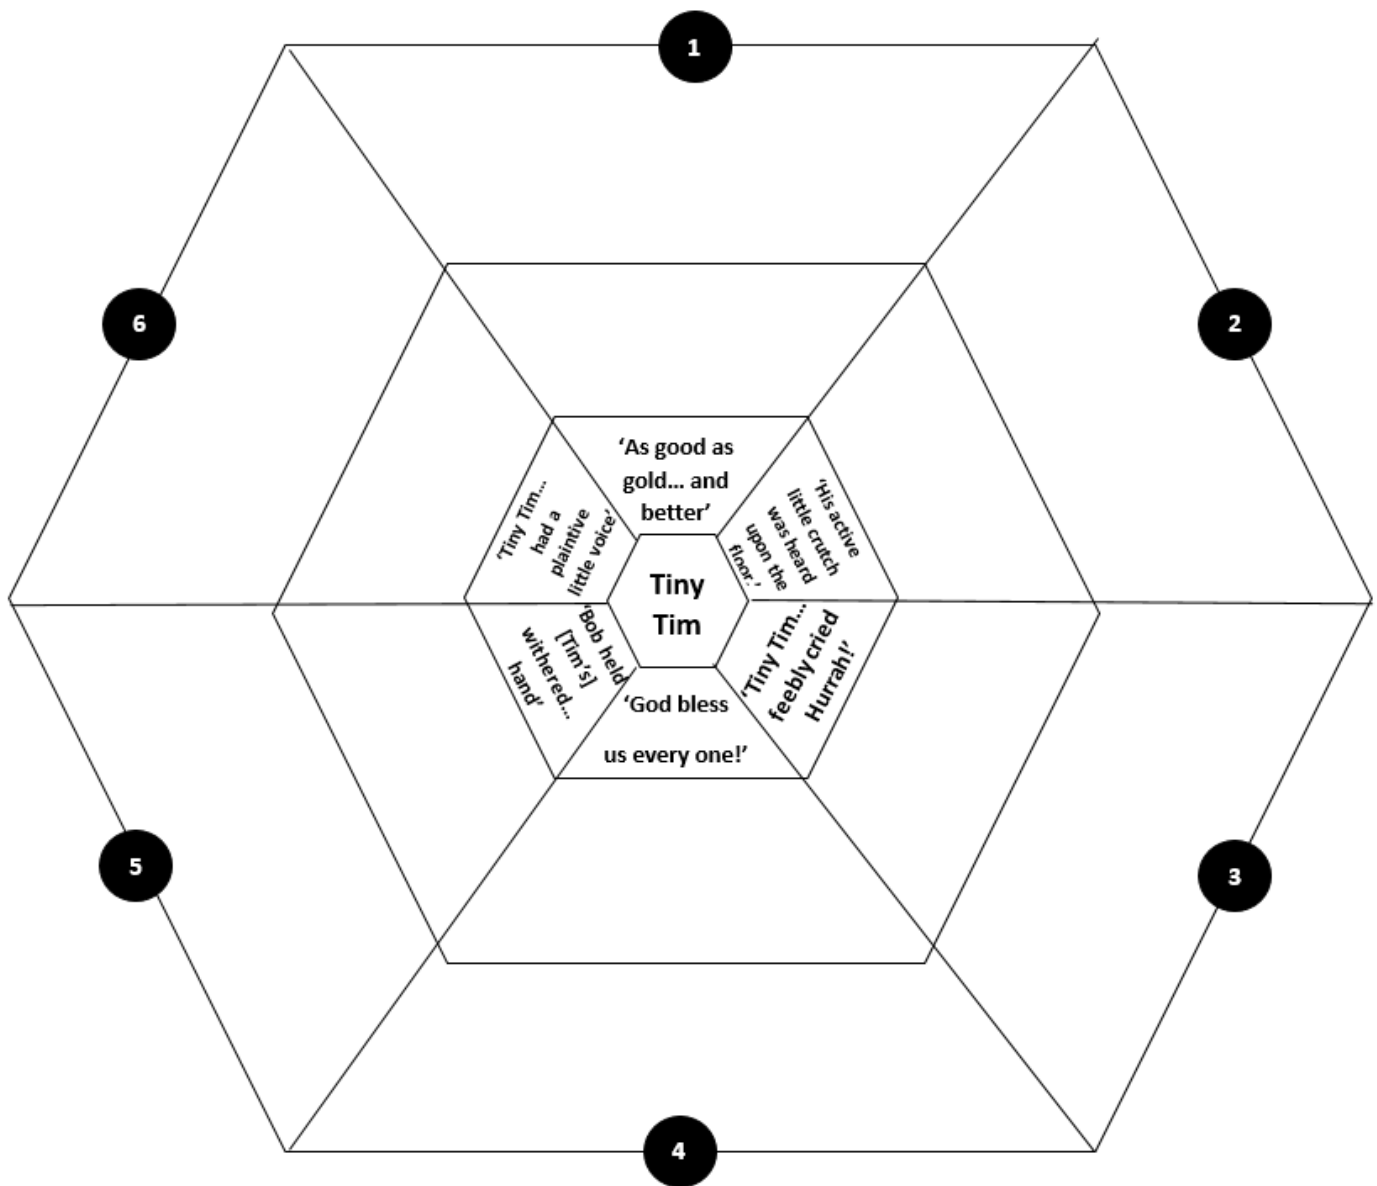 1
6
2
‘As good as
gold... and
better’
‘Tiny Tim...
had a
plaintive
little voice’
‘His active
little crutch
was heard
upon the
floor.’
Tiny
Tim
‘Bob held
[Tim’s]
withered...
hand’
‘Tiny Tim...
feebly cried
Hurrah!’
‘God bless
us every one!’
5
3
4